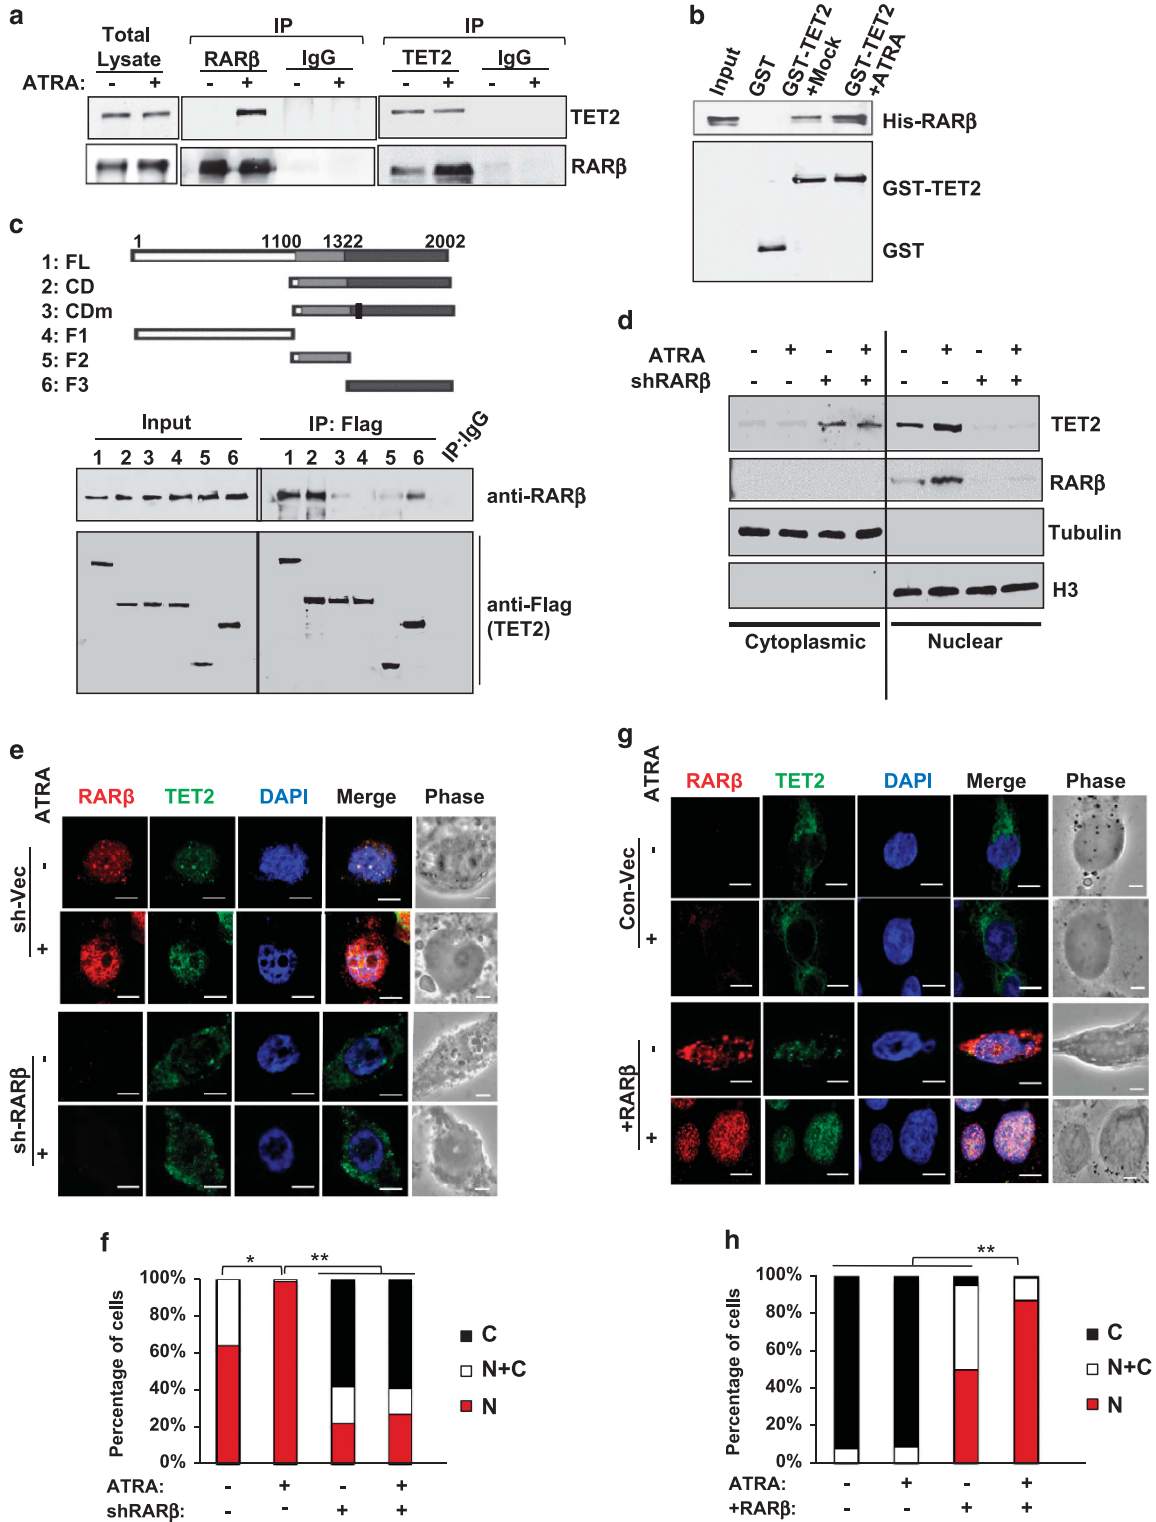 a
Total Lysate
IP
IP
RARβ
IgG
TET2
IgG
ATRA: - + - + - + - + - +
TET2
RARβ
b
Input
GST
GST-TET2 +Mock
GST-TET2 +ATRA
His-RARβ
GST-TET2
GST
c
1 1100 1322 2002
1: FL
2: CD
3: CDm
4: F1
5: F2
6: F3
Input
IP: Flag
IP:IgG
1 2 3 4 5 6 1 2 3 4 5 6
anti-RARβ
anti-Flag
(TET2)
d
ATRA - + - + - + - +
shRARβ - - + + - - + +
TET2
RARβ
Tubulin
H3
Cytoplasmic
Nuclear
e
ATRA
RARβ TET2 DAPI Merge Phase
sh-Vec
-
+
sh-RARβ
-
+
g
ATRA
RARβ TET2 DAPI Merge Phase
Con-Vec
-
+
+RARβ
-
+
f
Percentage of cells
100%
80%
60%
40%
20%
0%
* **
C
N+C
N
ATRA: - + - +
shRARβ: - - + +
h
Percentage of cells
100%
80%
60%
40%
20%
0%
**
C
N+C
N
ATRA: - + - +
+RARβ: - - + +